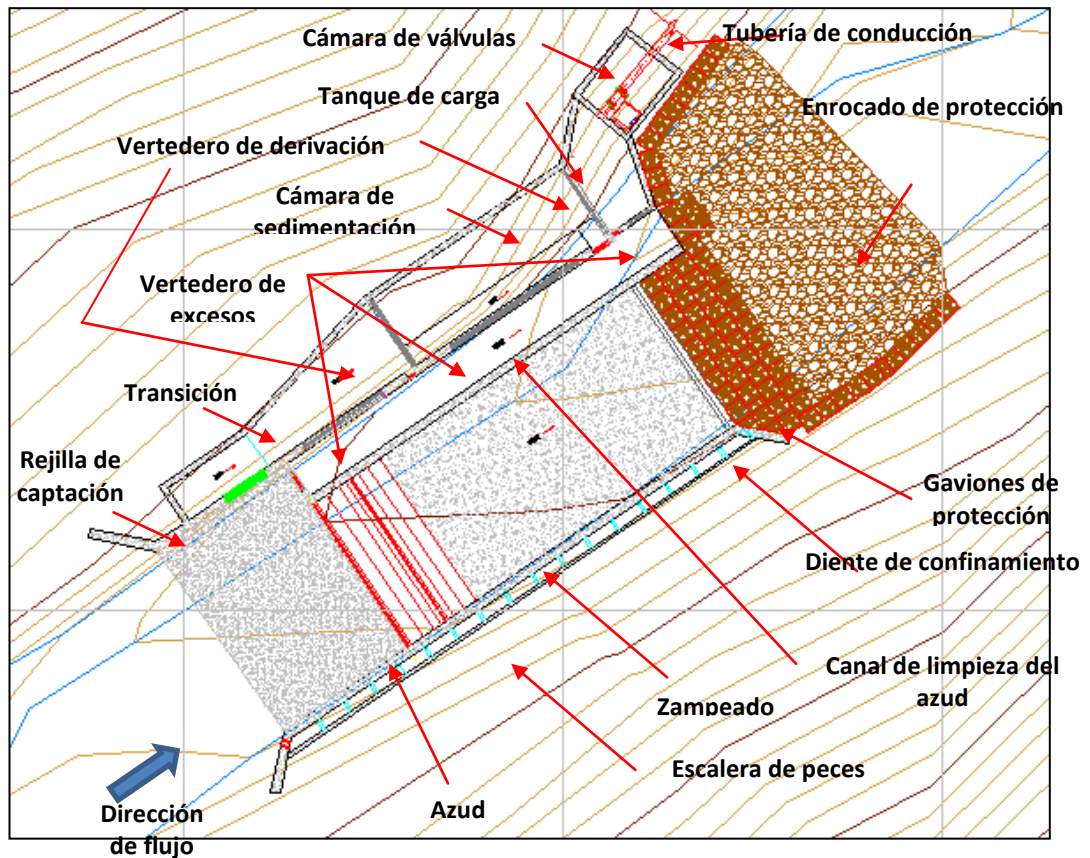 Cámara de válvulas
Tubería de conducción
Tanque de carga
Enrocado de protección
Vertedero de derivación
Cámara de
sedimentación
Vertedero de
excesos
Transición
Rejilla de
captación
Gaviones de
protección
Diente de confinamiento
Canal de limpieza del
azud
Zampeado
Escalera de peces
Azud
Dirección
de flujo